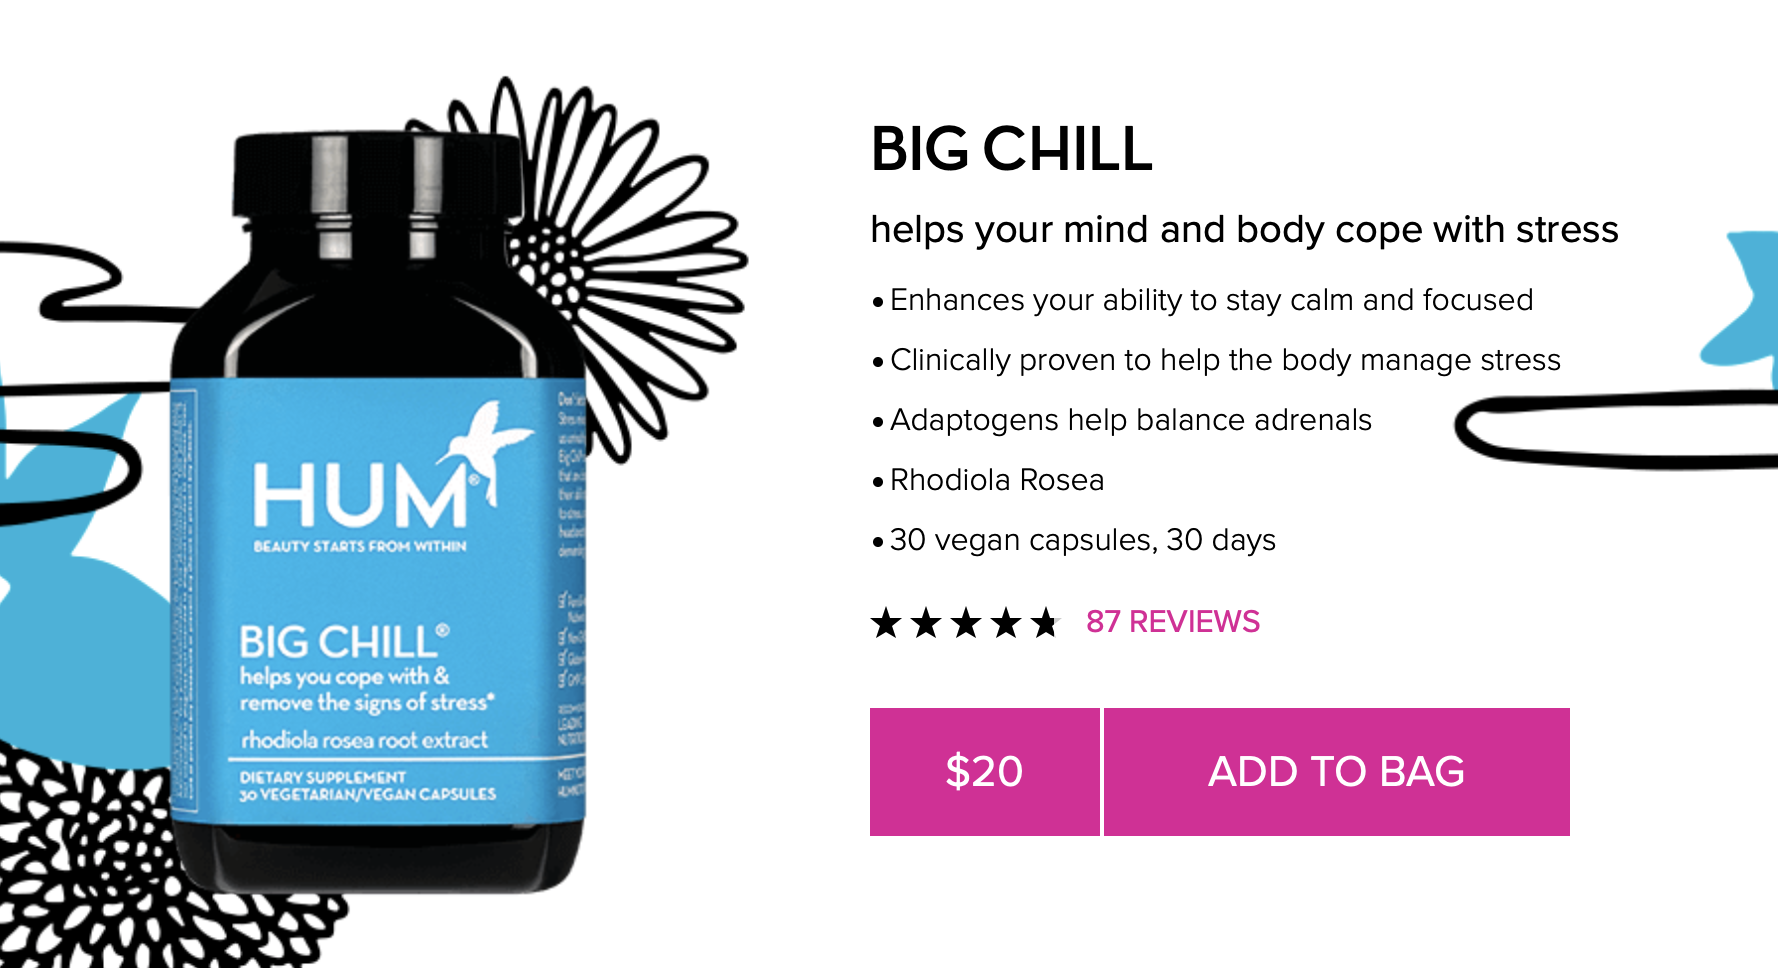 HUM®
BEAUTY STARTS FROM WITHIN
BIG CHILL®
helps you cope with &
remove the signs of stress*
rhodiola rosea root extract
DIETARY SUPPLEMENT
30 VEGETARIAN/VEGAN CAPSULES
BIG CHILL
helps your mind and body cope with stress
• Enhances your ability to stay calm and focused
• Clinically proven to help the body manage stress
• Adaptogens help balance adrenals
• Rhodiola Rosea
• 30 vegan capsules, 30 days
87 REVIEWS
$20
ADD TO BAG